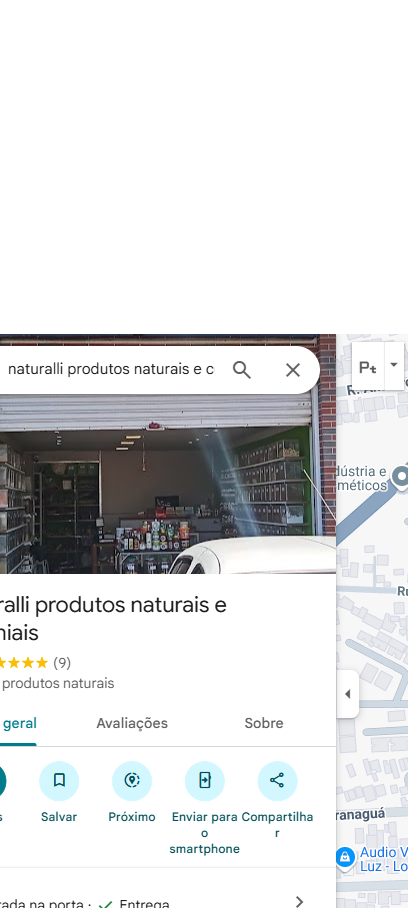 naturalli produtos naturais e c
Pt
R. A
dústria e
méticos
ralli produtos naturais e
niais
(9)
produtos naturais
geral
Avaliações
Sobre
s
Salvar
Próximo
Enviar para
o
smartphone
Compartilha
r
ranaguá
Ru
Audio V
Luz - Lo
rada na porta · Entrega